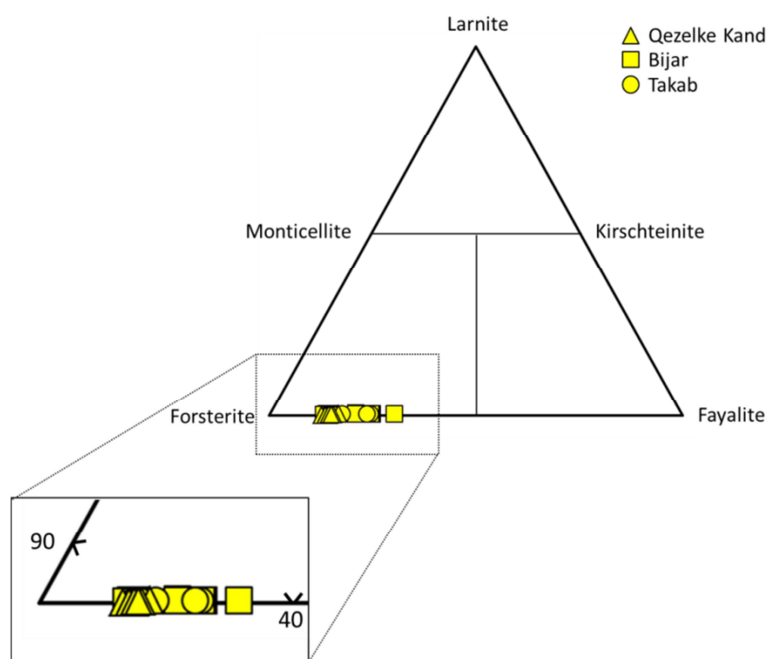 Larnite
Qezelke Kand
Bijar
Takab
Monticellite
Kirschteinite
Forsterite
Fayalite
90
40